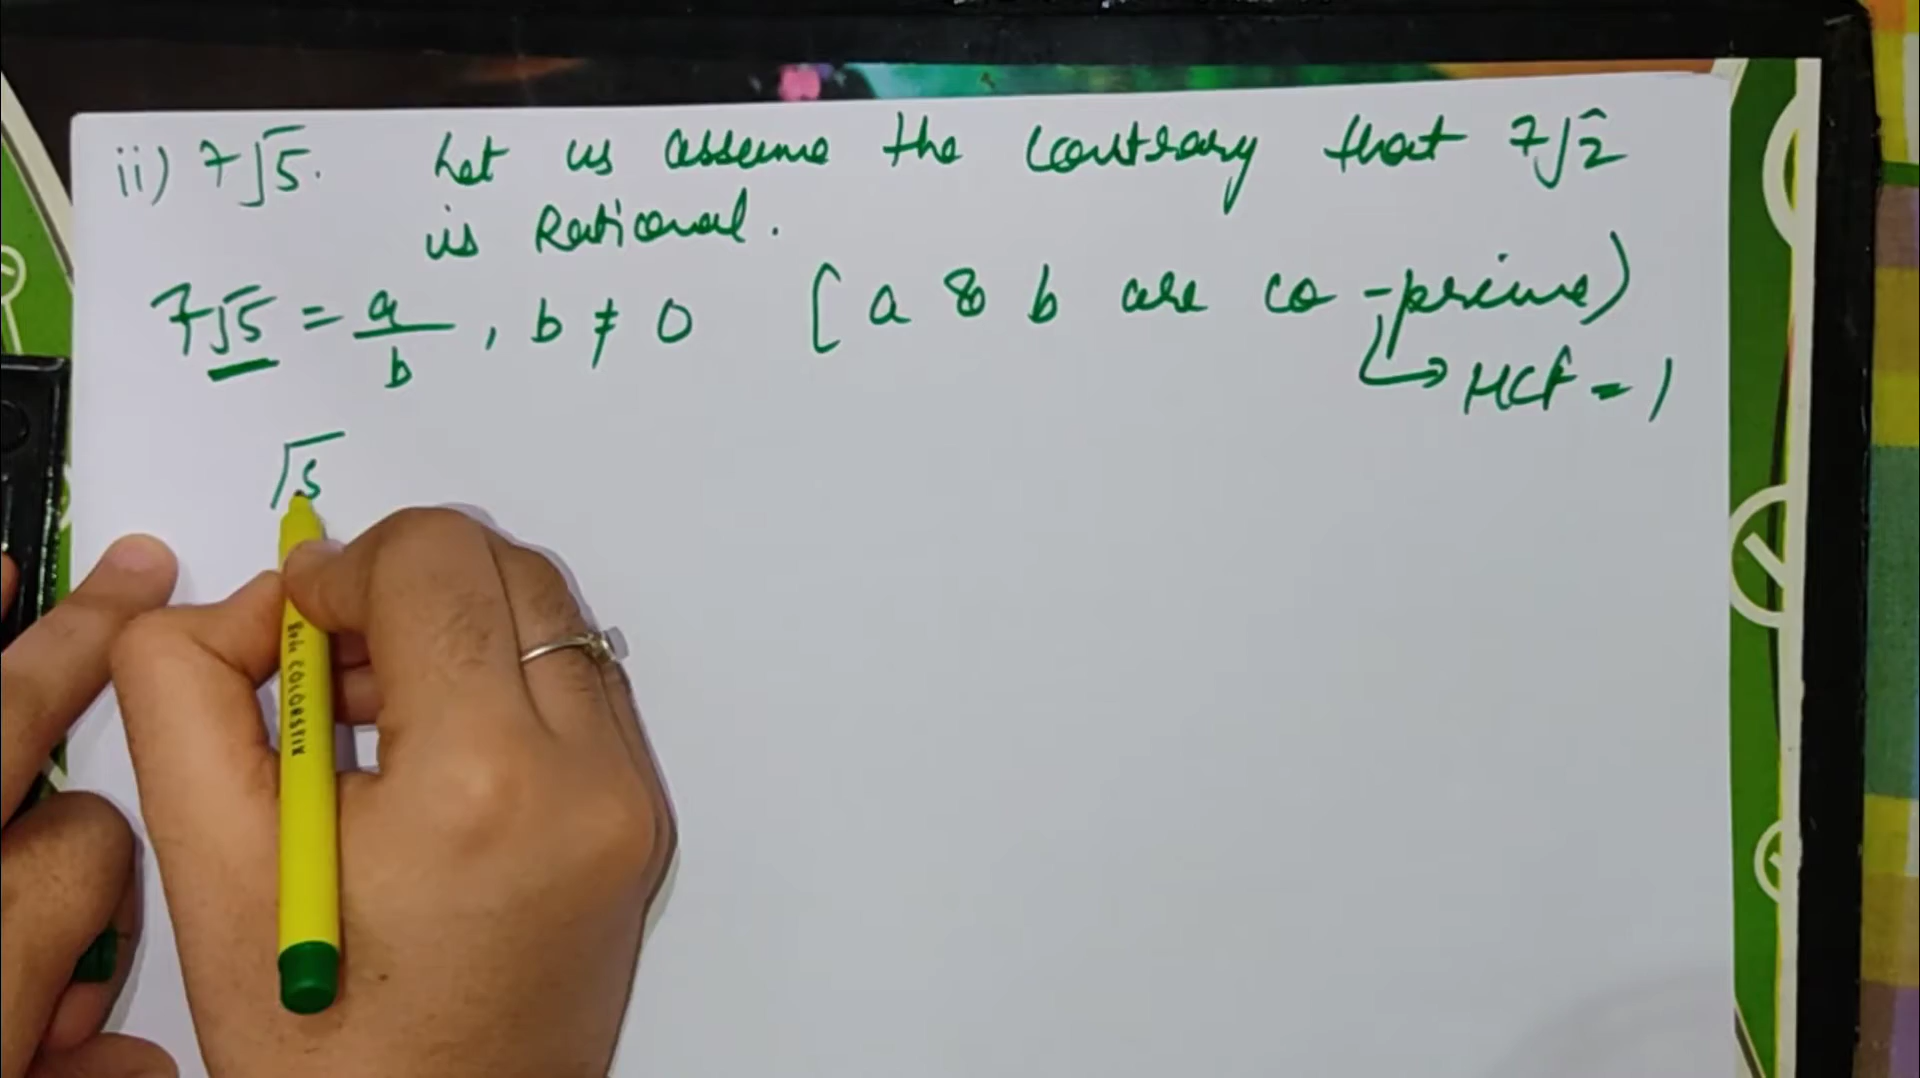 ii) 7√5. Let us assume the contrary that 7√2
is Rational.
7√5 = a/b , b ≠ 0 [a & b are co-prime)
↳ HCF = 1
√5
COLORSTIX